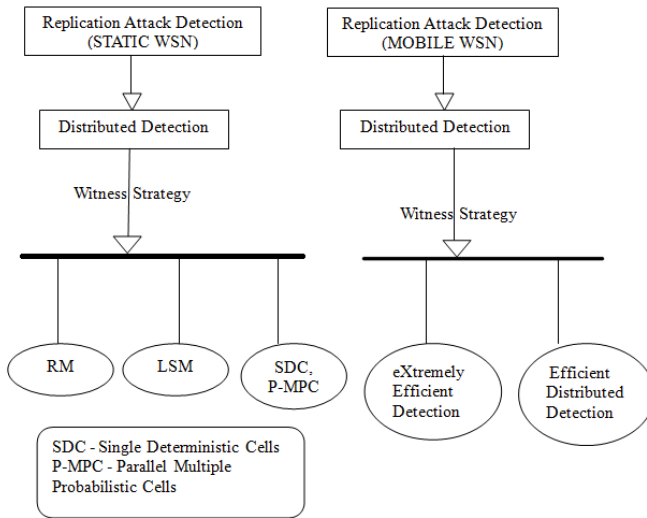 Replication Attack Detection
(STATIC WSN)
Replication Attack Detection
(MOBILE WSN)
Distributed Detection
Distributed Detection
Witness Strategy
Witness Strategy
RM
LSM
SDC,
P-MPC
eXtremely
Efficient
Detection
Efficient
Distributed
Detection
SDC - Single Deterministic Cells
P-MPC - Parallel Multiple
Probabilistic Cells